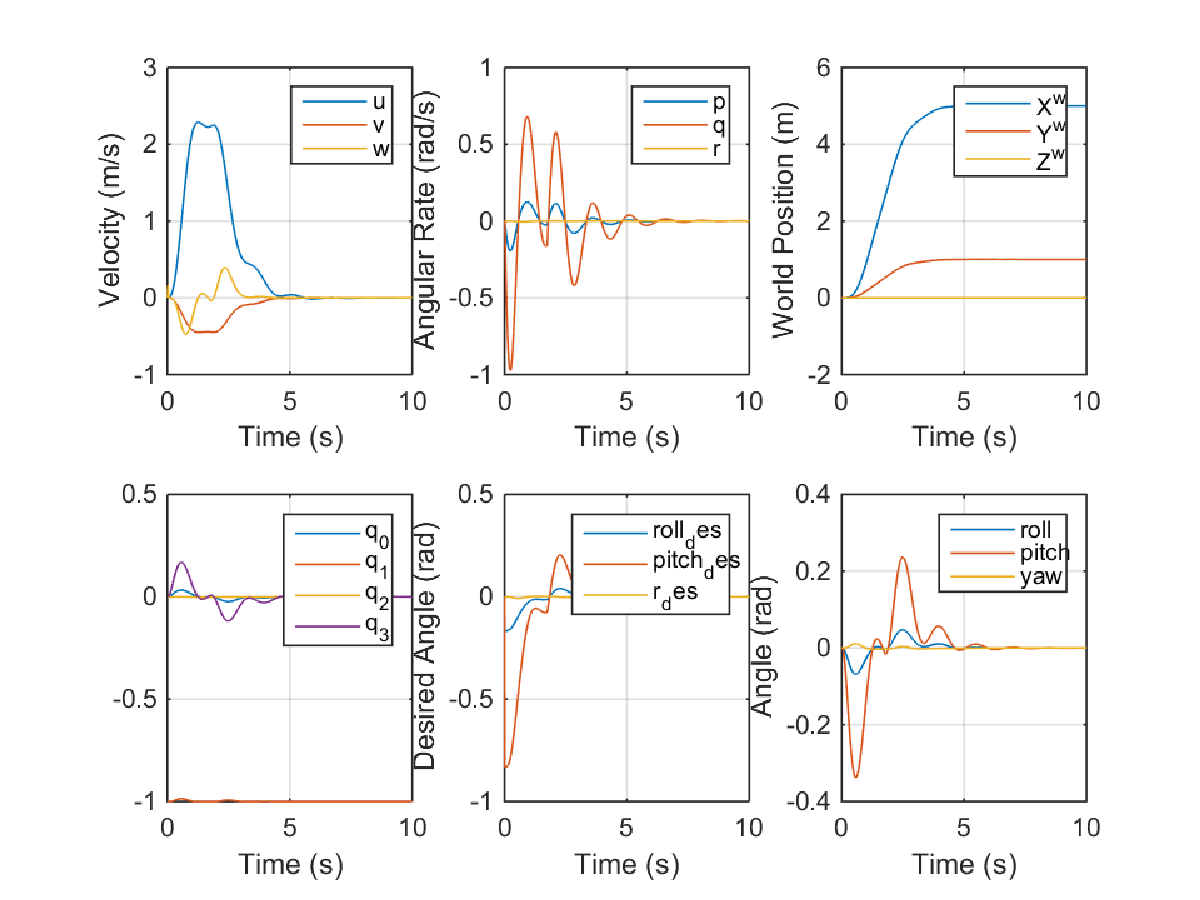 Velocity (m/s)
3
2
1
0
-1
u
v
w
0 5 10
Time (s)
Angular Rate (rad/s)
1
0.5
0
-0.5
-1
p
q
r
0 5 10
Time (s)
World Position (m)
6
4
2
0
-2
X^w
Y^w
Z^w
0 5 10
Time (s)
0.5
0
-0.5
-1
q_0
q_1
q_2
q_3
0 5 10
Time (s)
Desired Angle (rad)
0.5
0
-0.5
-1
roll_des
pitch_des
r_des
0 5 10
Time (s)
Angle (rad)
0.4
0.2
0
-0.2
-0.4
roll
pitch
yaw
0 5 10
Time (s)